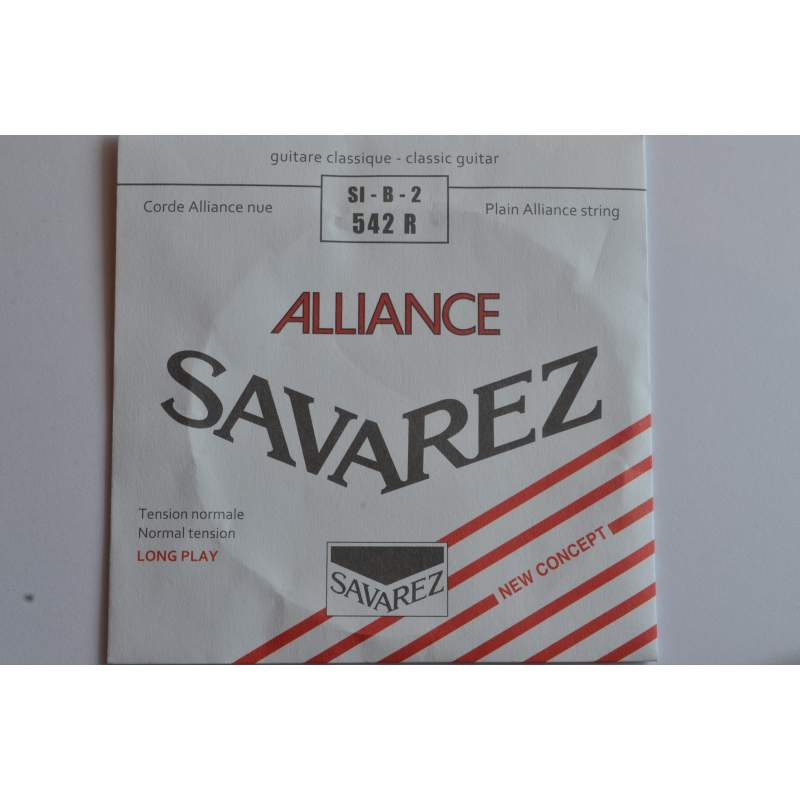 guitare classique - classic guitar
SI - B - 2
542 R
Corde Alliance nue
Plain Alliance string
ALLIANCE
SAVAREZ
Tension normale
Normal tension
LONG PLAY
NEW CONCEPT
SAVAREZ